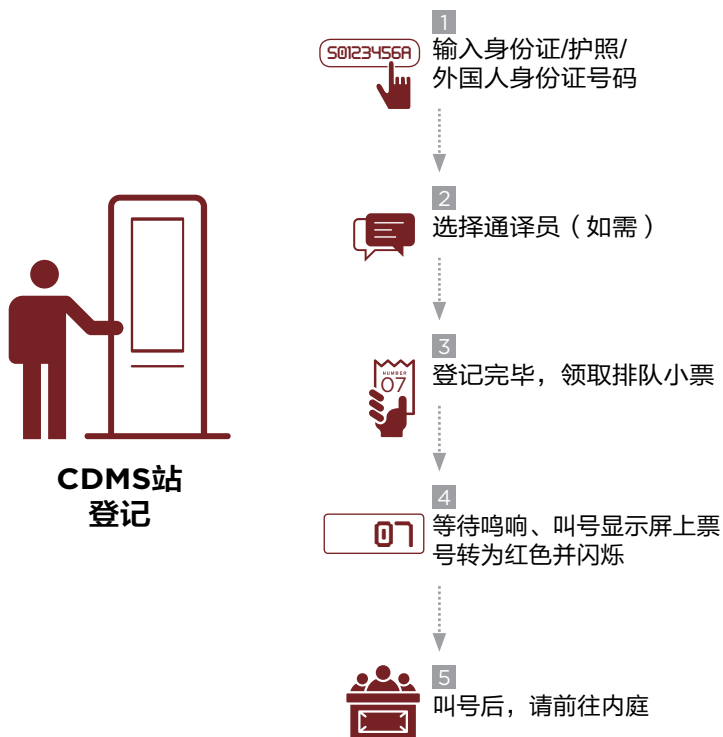 1
S0123456A
输入身份证/护照/
外国人身份证号码
2
选择通译员（如需）
3
NUMBER
07
登记完毕，领取排队小票
CDMS站
登记
4
07
等待鸣响、叫号显示屏上票
号转为红色并闪烁
5
叫号后，请前往内庭